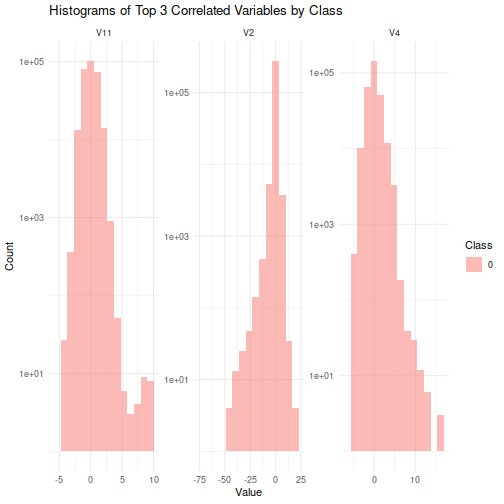 Histograms of Top 3 Correlated Variables by Class
V11
V2
V4
1e+05
1e+03
1e+01
1e+05
1e+03
1e+01
1e+05
1e+03
1e+01
Count
-5
0
5
10
-75
-50
-25
0
25
0
10
Value
Class
0